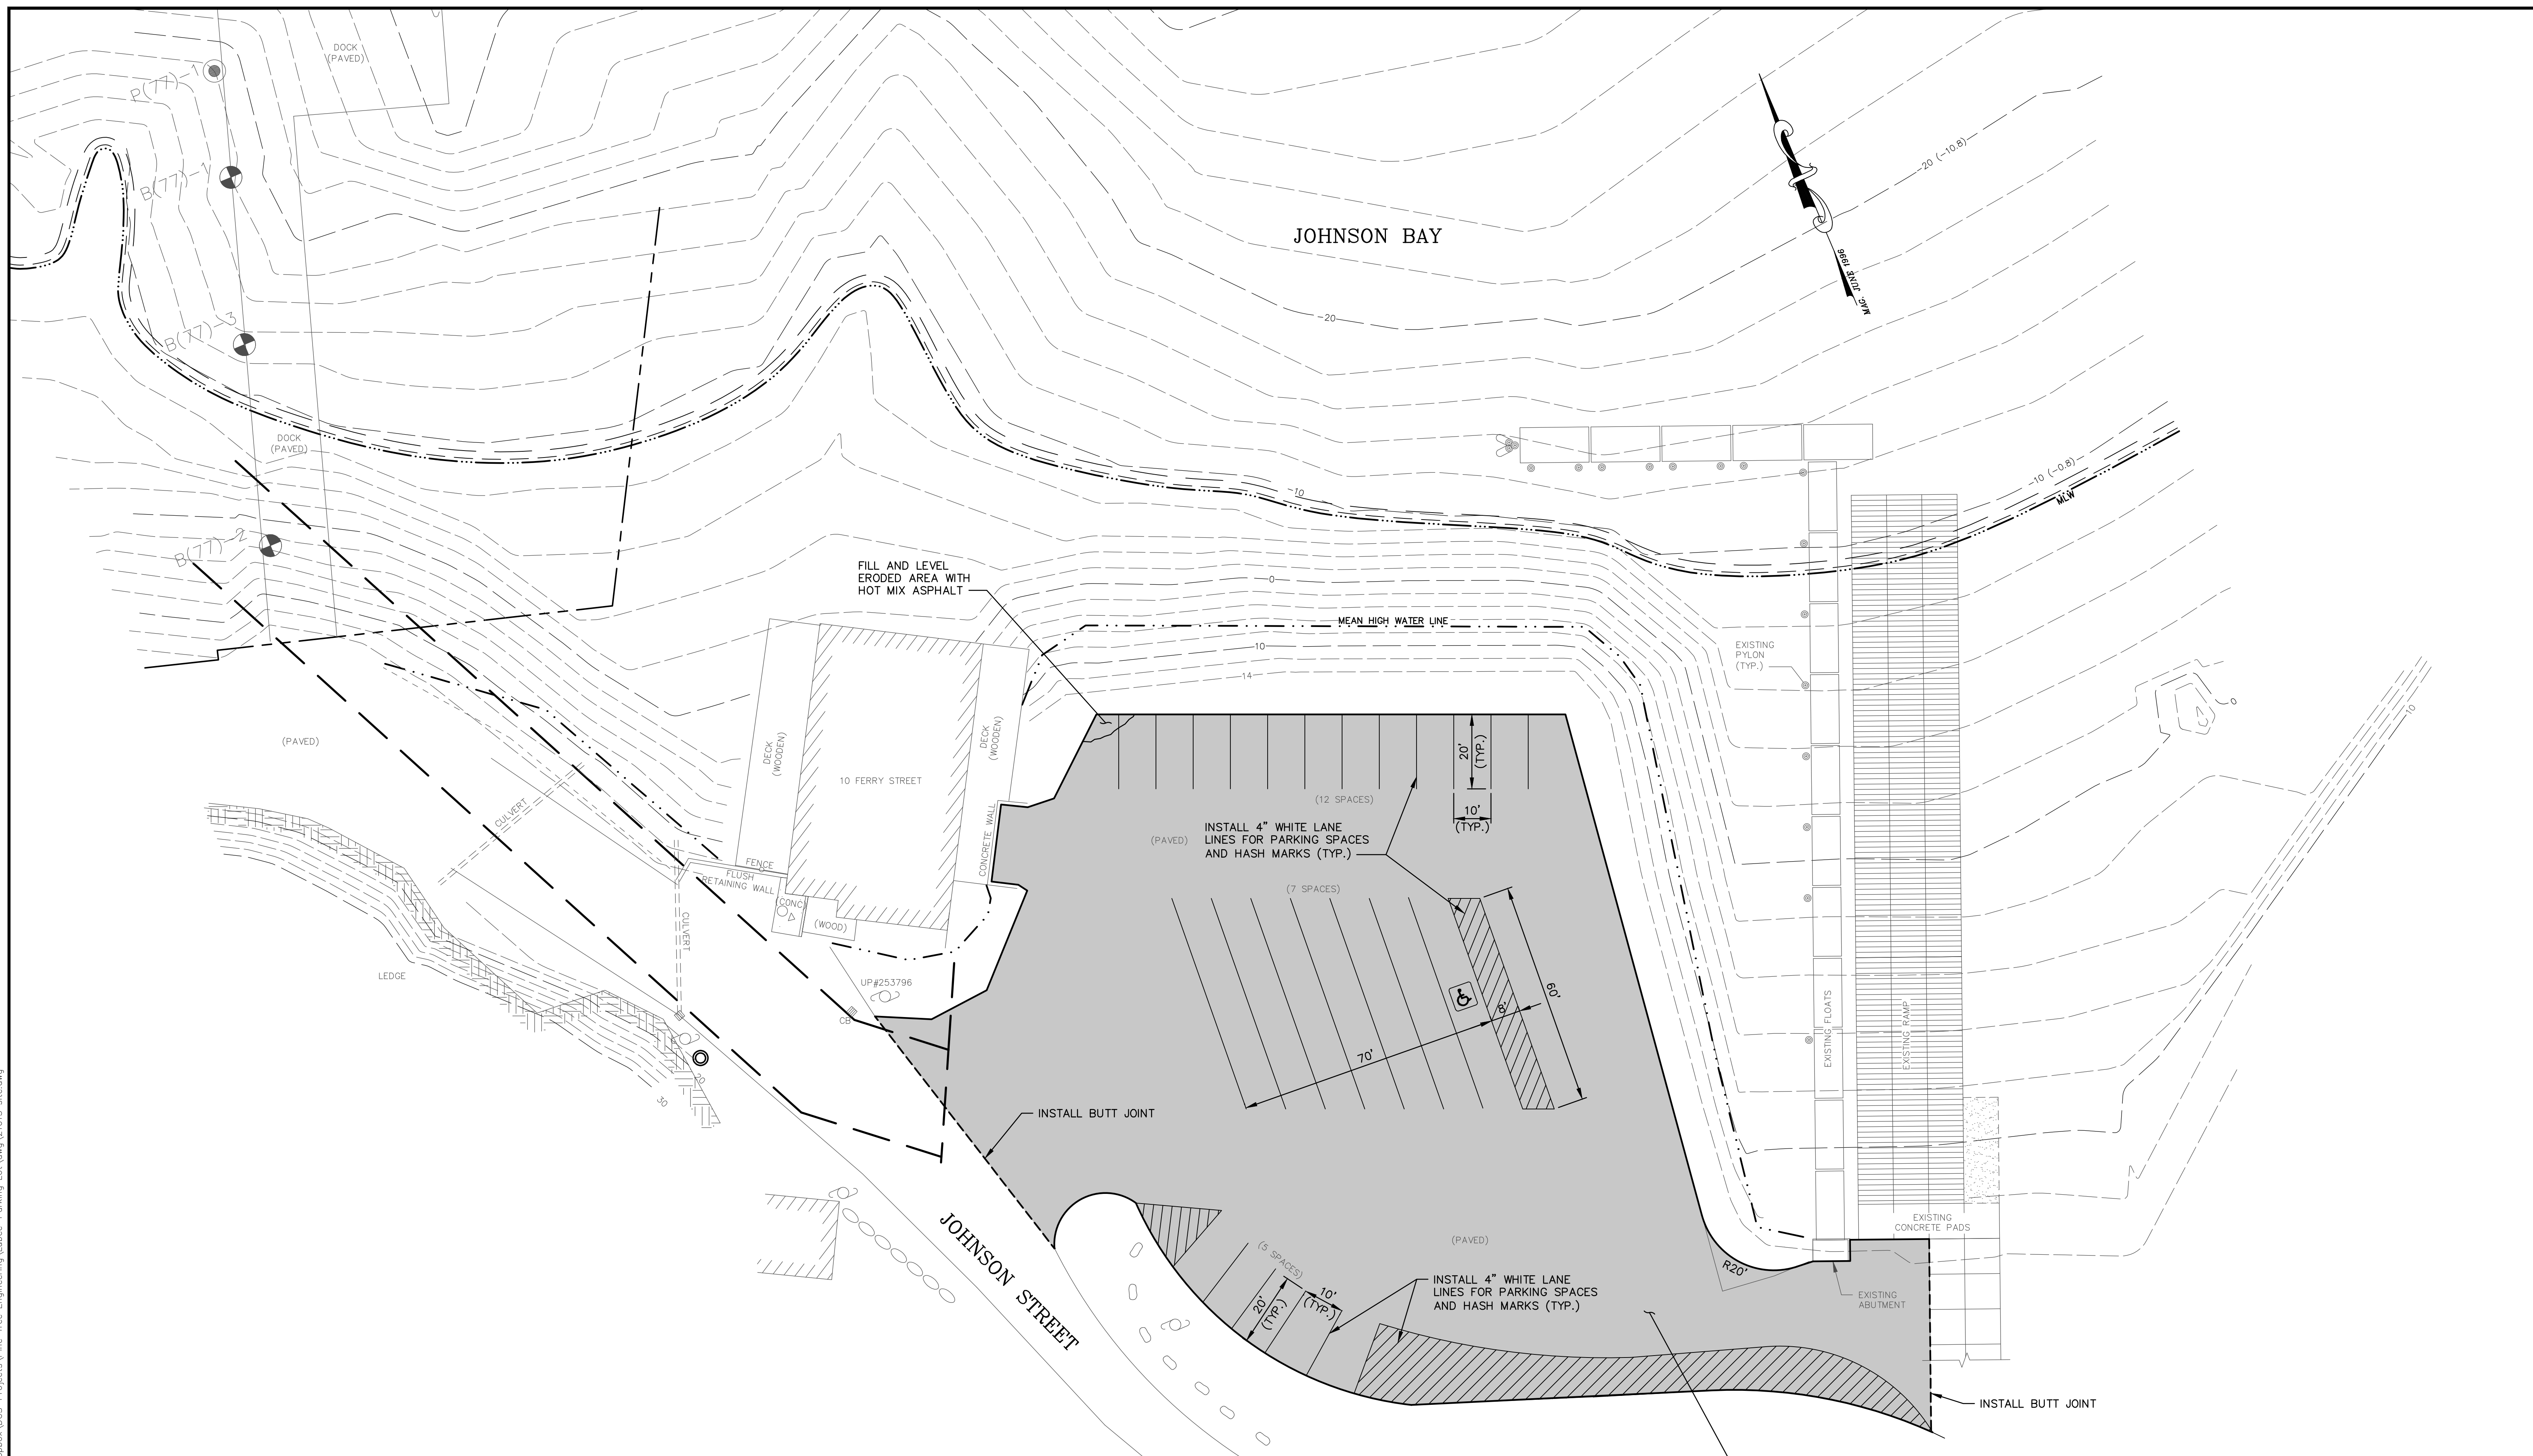 DOCK
(PAVED)
P(77)-1
B(77)-1
JOHNSON BAY
-20 (-10.8)
MAG. JUNE 1996
-20
B(77)-3
DOCK
(PAVED)
-10
-10 (-0.8)
MLW
B(77)-2
FILL AND LEVEL
ERODED AREA WITH
HOT MIX ASPHALT
0
MEAN HIGH WATER LINE
10
14
EXISTING
PYLON
(TYP.)
0
10
(PAVED)
DECK
(WOODEN)
DECK
(WOODEN)
10 FERRY STREET
20'
(TYP.)
(12 SPACES)
10'
(TYP.)
CULVERT
CONCRETE WALL
(PAVED)
INSTALL 4" WHITE LANE
LINES FOR PARKING SPACES
AND HASH MARKS (TYP.)
FENCE
FLUSH
RETAINING WALL
(CONC)
(WOOD)
(7 SPACES)
CULVERT
LEDGE
UP#253796
CB
60'
8'
70'
EXISTING FLOATS
EXISTING RAMP
20
30
INSTALL BUTT JOINT
JOHNSON STREET
(5 SPACES)
20'
(TYP.)
10'
(TYP.)
(PAVED)
EXISTING
CONCRETE PADS
R20'
INSTALL 4" WHITE LANE
LINES FOR PARKING SPACES
AND HASH MARKS (TYP.)
EXISTING
ABUTMENT
INSTALL BUTT JOINT